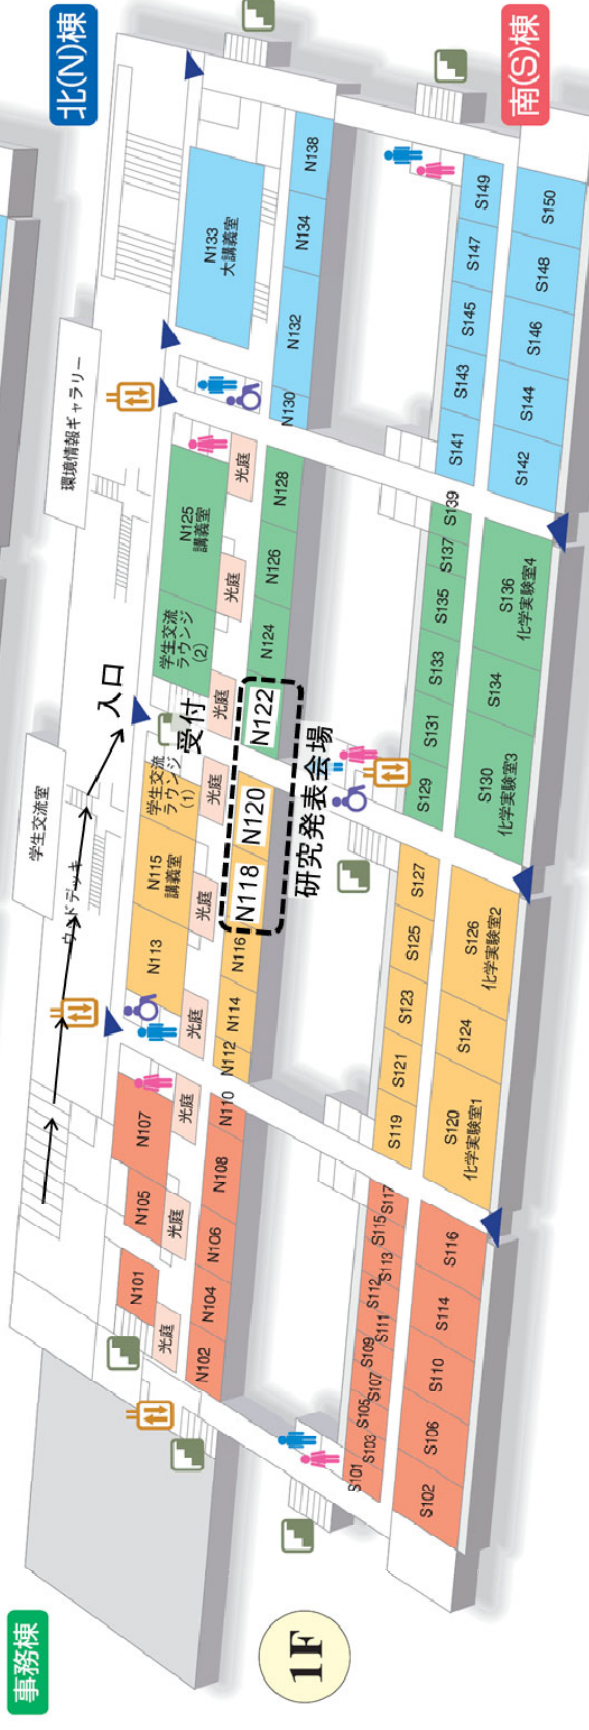 事務棟
北(N)棟
南(S)棟
1F
学生交流室
環境情報ギャラリー
ウッドデッキ
入口
受付
研究発表会場
N101
N105
N107
N113
N115
講義室
学生交流
ラウンジ
(1)
学生交流
ラウンジ
(2)
N125
講義室
N133
大講義室
光庭
光庭
光庭
光庭
光庭
光庭
光庭
光庭
光庭
N102
N104
N106
N108
N110
N112
N114
N116
N118
N120
N122
N124
N126
N128
N130
N132
N134
N138
S101
S103
S105
S107
S109
S111
S112
S113
S115
S117
S119
S121
S123
S125
S127
S129
S131
S133
S135
S137
S139
S141
S143
S145
S147
S149
S102
S106
S110
S114
S116
S120
化学実験室1
S124
S126
化学実験室2
S130
化学実験室3
S134
S136
化学実験室4
S142
S144
S146
S148
S150